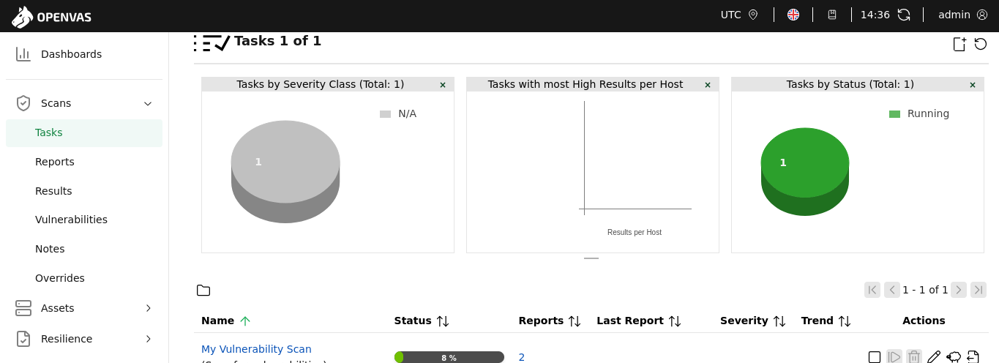 OPENVAS
UTC
14:36
admin
Dashboards
Scans
Tasks
Reports
Results
Vulnerabilities
Notes
Overrides
Assets
Resilience
Tasks 1 of 1
Tasks by Severity Class (Total: 1) ×
N/A
1
Tasks with most High Results per Host ×
Results per Host
Tasks by Status (Total: 1) ×
Running
1
1 - 1 of 1
Name Status Reports Last Report Severity Trend Actions
My Vulnerability Scan 8 % 2